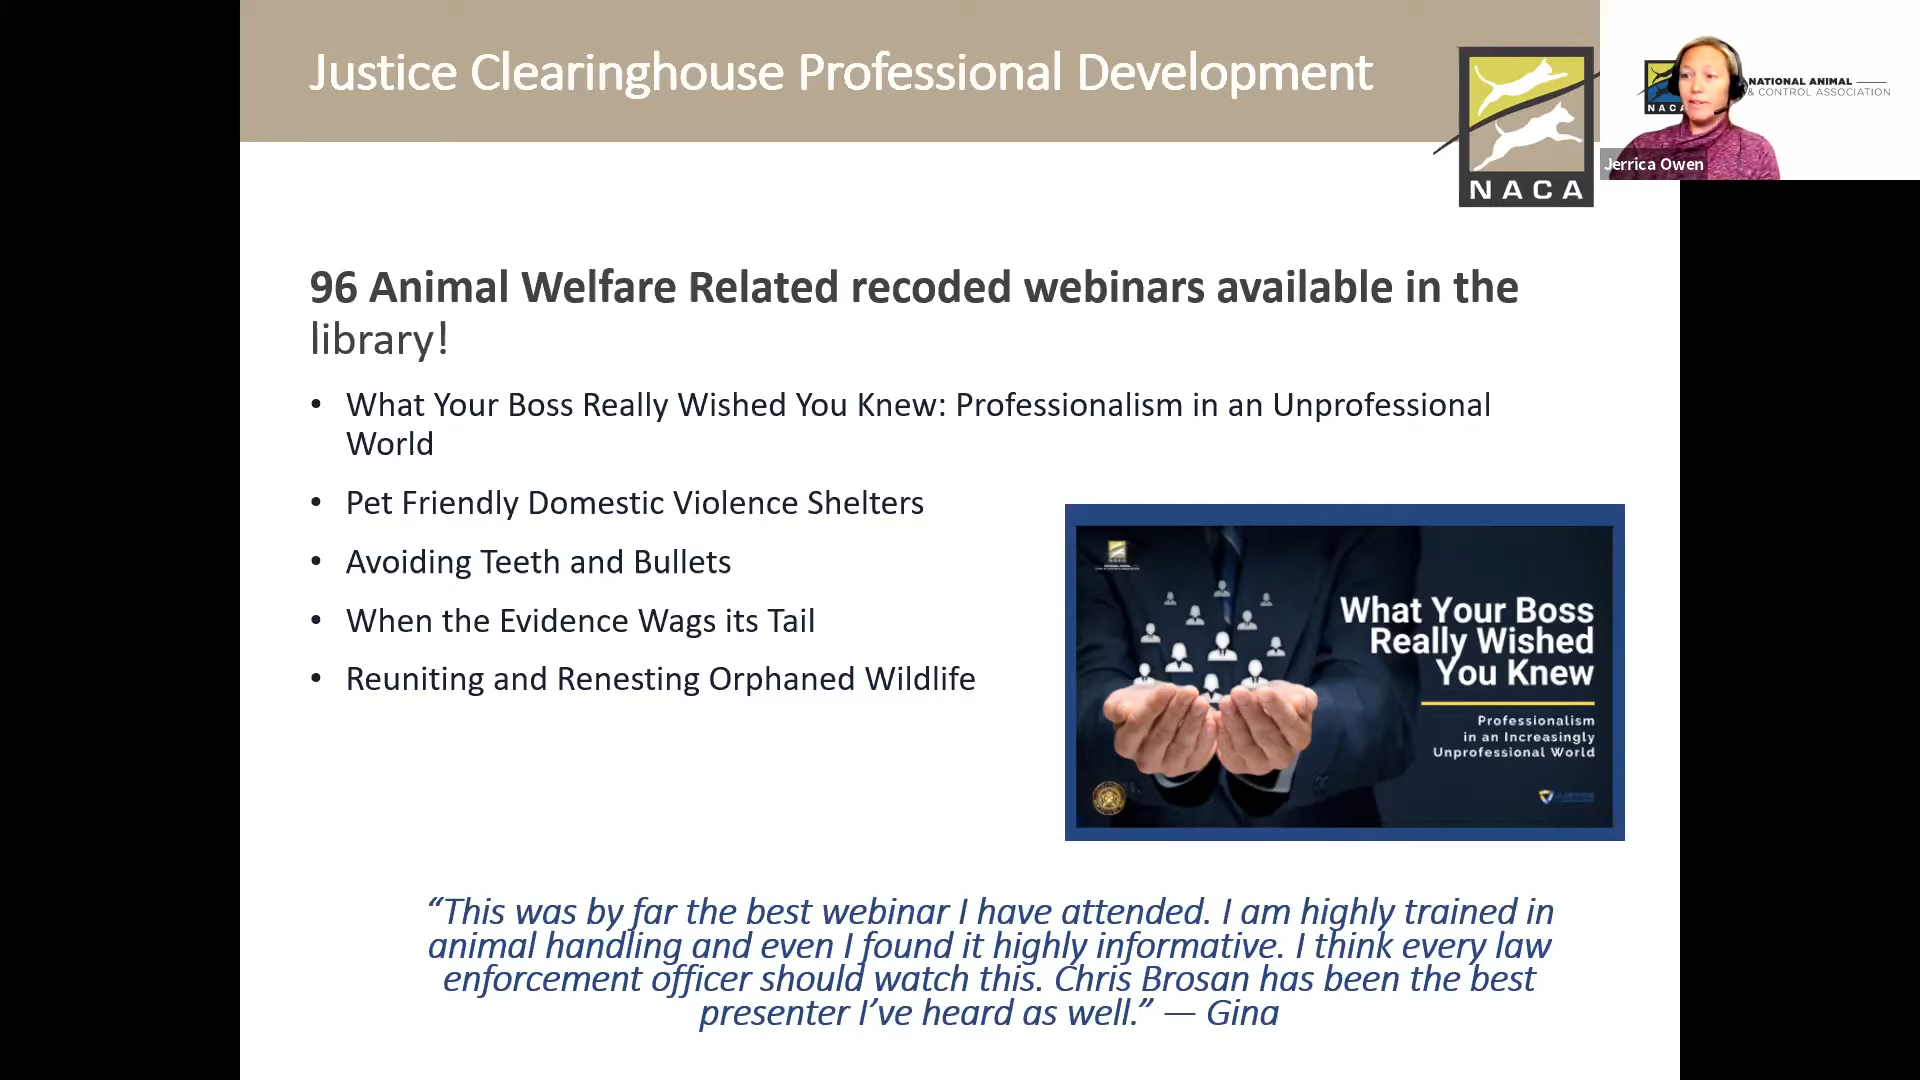 Justice Clearinghouse Professional Development
NACA
NATIONAL ANIMAL
& CONTROL ASSOCIATION
NACA
Jerrica Owen
96 Animal Welfare Related recoded webinars available in the
library!
• What Your Boss Really Wished You Knew: Professionalism in an Unprofessional
World
• Pet Friendly Domestic Violence Shelters
• Avoiding Teeth and Bullets
• When the Evidence Wags its Tail
• Reuniting and Renesting Orphaned Wildlife
What Your Boss
Really Wished
You Knew
Professionalism
in an Increasingly
Unprofessional World
“This was by far the best webinar I have attended. I am highly trained in
animal handling and even I found it highly informative. I think every law
enforcement officer should watch this. Chris Brosan has been the best
presenter I’ve heard as well.” — Gina